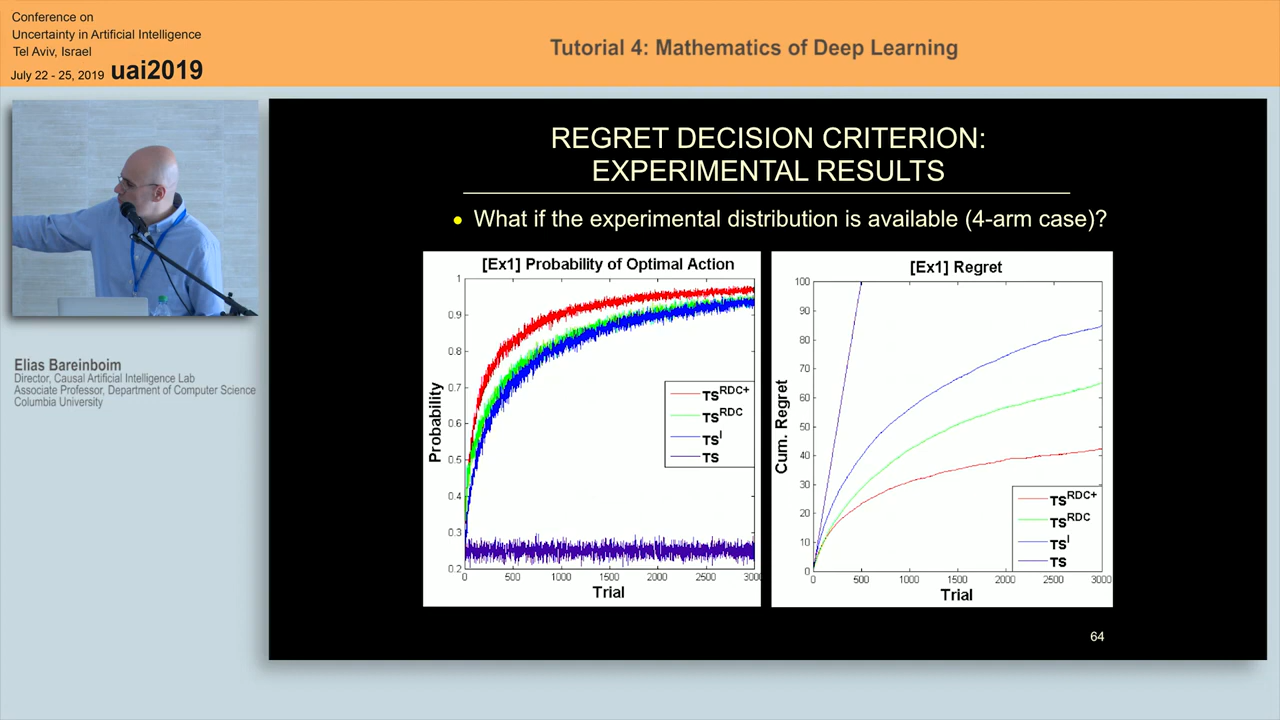 Conference on
Uncertainty in Artificial Intelligence
Tel Aviv, Israel
July 22 - 25, 2019 uai2019
Tutorial 4: Mathematics of Deep Learning
Elias Bareinboim
Director, Causal Artificial Intelligence Lab
Associate Professor, Department of Computer Science
Columbia University
REGRET DECISION CRITERION:
EXPERIMENTAL RESULTS
• What if the experimental distribution is available (4-arm case)?
[Ex1] Probability of Optimal Action
1
0.9
0.8
0.7
0.6
0.5
0.4
0.3
0.2
Probability
0 500 1000 1500 2000 2500 300
Trial
TS^RDC+
TS^RDC
TS^I
TS
[Ex1] Regret
100
90
80
70
60
50
40
30
20
10
0
Cum. Regret
0 500 1000 1500 2000 2500 3000
Trial
TS^RDC+
TS^RDC
TS^I
TS
64